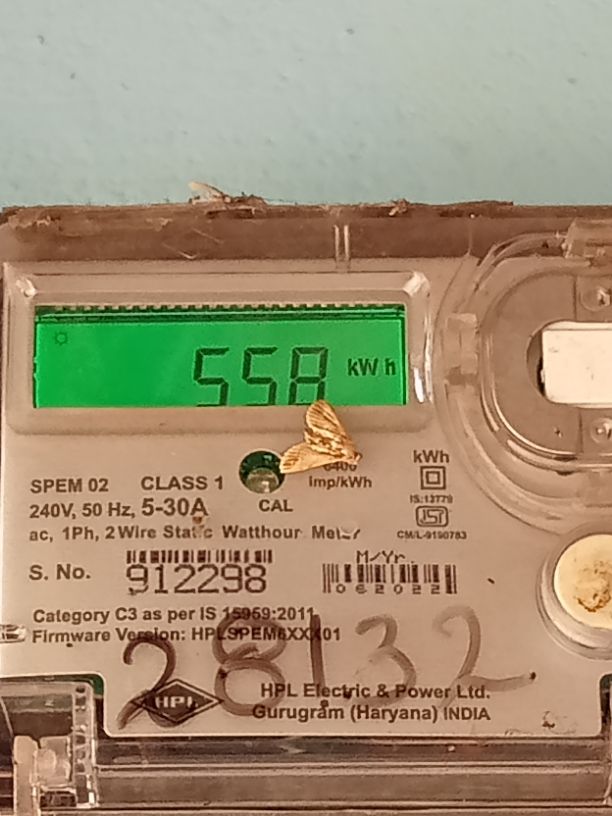 558 kWh
kWh
6400
SPEM 02 CLASS 1
Imp/kWh
IS:13779
240V, 50 Hz, 5-30A
CAL
ISI
ac, 1Ph, 2 Wire Static Watthour Meter
CM/L-9190783
M/Yr.
S. No. 912298
062022
Category C3 as per IS 15959:2011
Firmware Version: HPLSPEM6XXX01
28132
HPL
HPL Electric & Power Ltd.
Gurugram (Haryana) INDIA